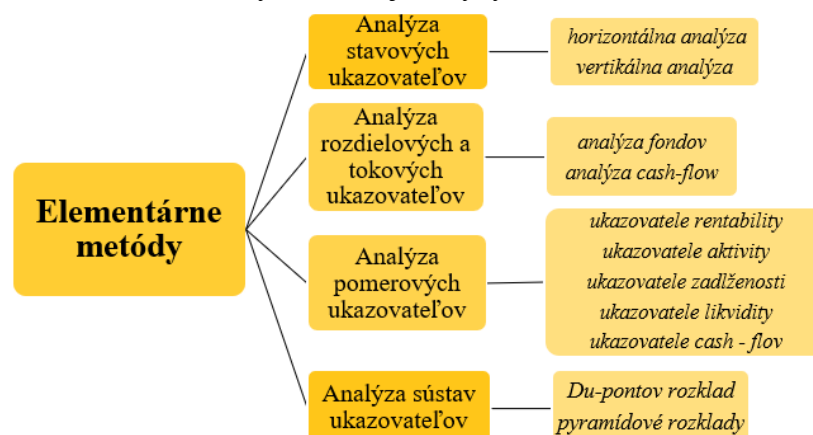 Analýza
stavových
ukazovateľov
horizontálna analýza
vertikálna analýza
Analýza
rozdielových a
tokových
ukazovateľov
analýza fondov
analýza cash-flow
Elementárne
metódy
Analýza
pomerových
ukazovateľov
ukazovatele rentability
ukazovatele aktivity
ukazovatele zadlženosti
ukazovatele likvidity
ukazovatele cash - flov
Analýza sústav
ukazovateľov
Du-pontov rozklad
pyramídové rozklady